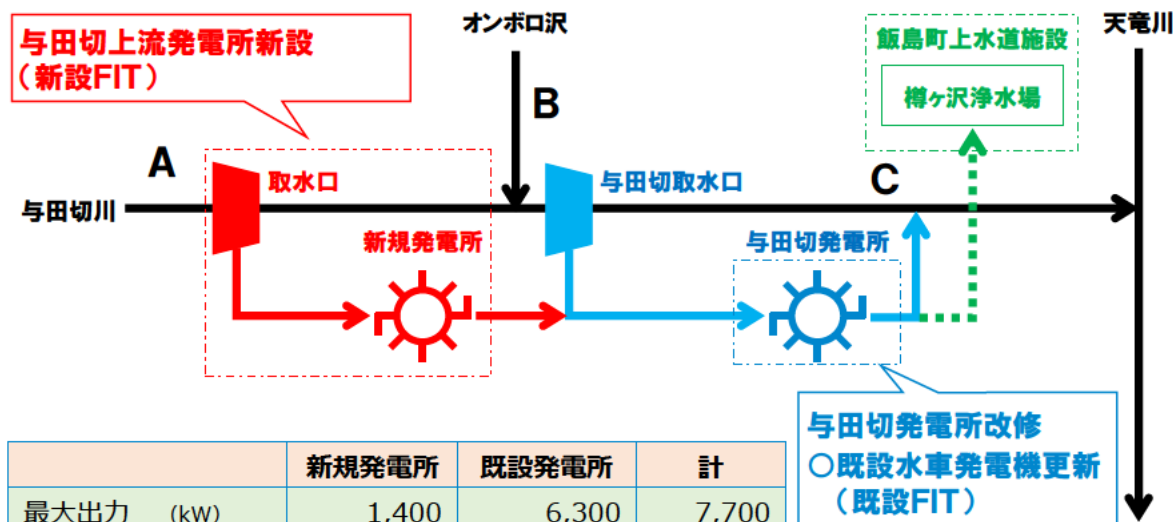 与田切上流発電所新設
（新設FIT）
オンボロ沢
天竜川
飯島町上水道施設
樽ヶ沢浄水場
A
B
C
取水口
与田切取水口
与田切川
新規発電所
与田切発電所
与田切発電所改修
○既設水車発電機更新
（既設FIT）
新規発電所 既設発電所 計
最大出力 (kW) 1,400 6,300 7,700